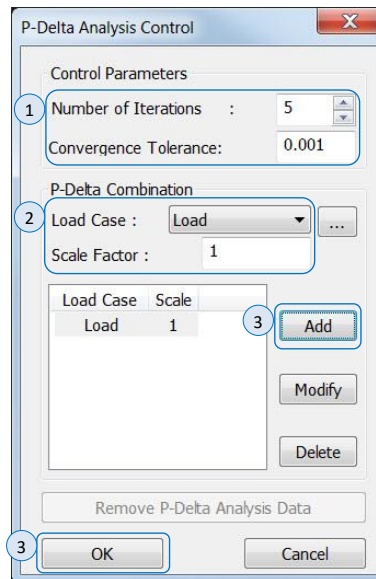 P-Delta Analysis Control
X
Control Parameters
1 Number of Iterations : 5
Convergence Tolerance: 0.001
P-Delta Combination
2 Load Case : Load ...
Scale Factor : 1
Load Case Scale
Load 1
3 Add
Modify
Delete
Remove P-Delta Analysis Data
3 OK Cancel